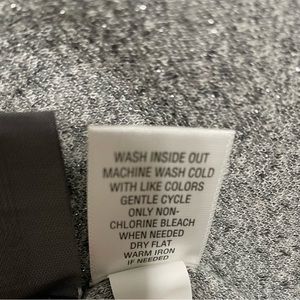 WASH INSIDE OUT
MACHINE WASH COLD
WITH LIKE COLORS
GENTLE CYCLE
ONLY NON-
CHLORINE BLEACH
WHEN NEEDED
DRY FLAT
WARM IRON
IF NEEDED